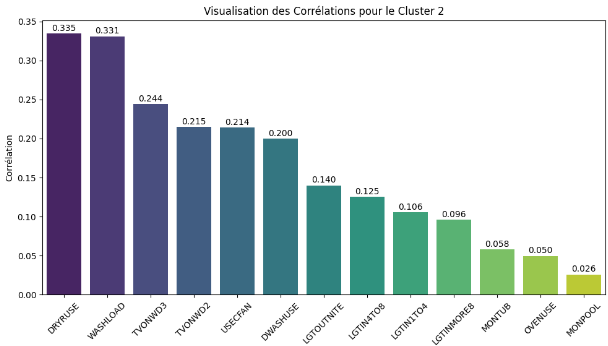 Visualisation des Corrélations pour le Cluster 2
Corrélation
0.35
0.30
0.25
0.20
0.15
0.10
0.05
0.00
0.335
0.331
0.244
0.215
0.214
0.200
0.140
0.125
0.106
0.096
0.058
0.050
0.026
DRYRUSE
WASHLOAD
TVONWD3
TVONWD2
USECFAN
DWASHUSE
LGTOUTNITE
LGTIN4TO8
LGTIN1TO4
LGTINMORE8
MONTUB
OVENUSE
MONPOOL